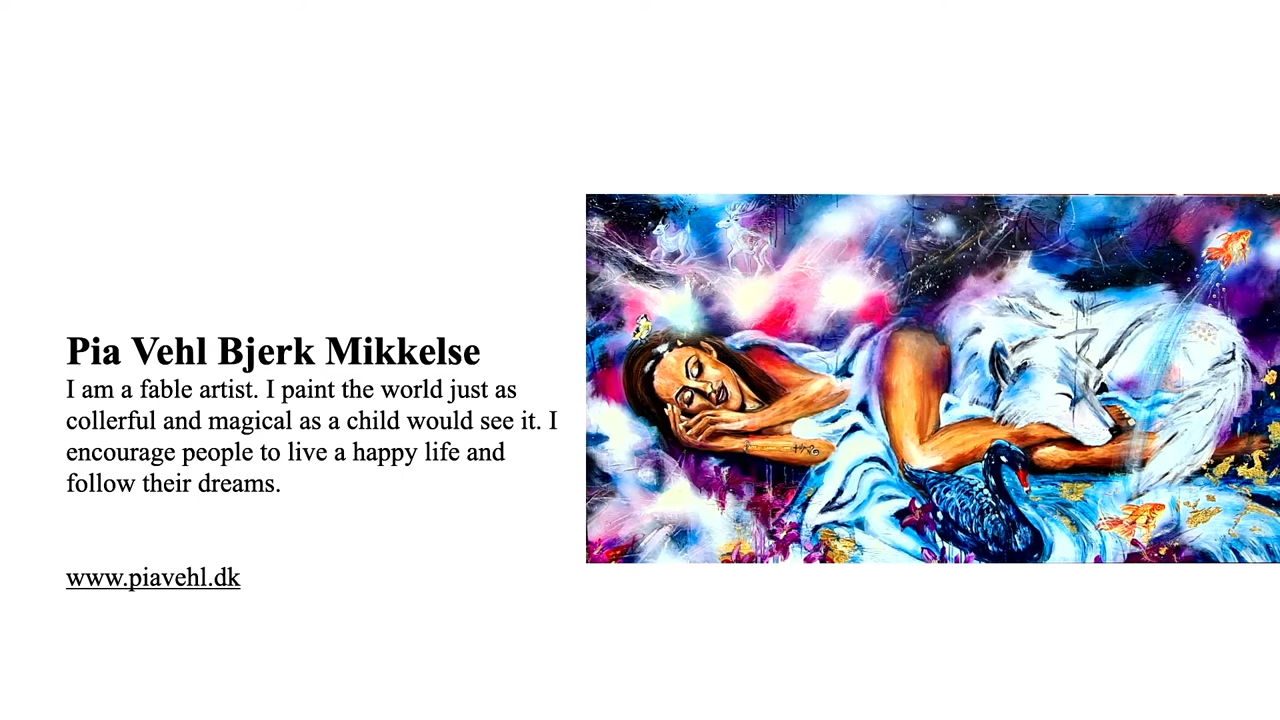 Pia Vehl Bjerk Mikkelse
I am a fable artist. I paint the world just as
collerful and magical as a child would see it. I
encourage people to live a happy life and
follow their dreams.
www.piavehl.dk